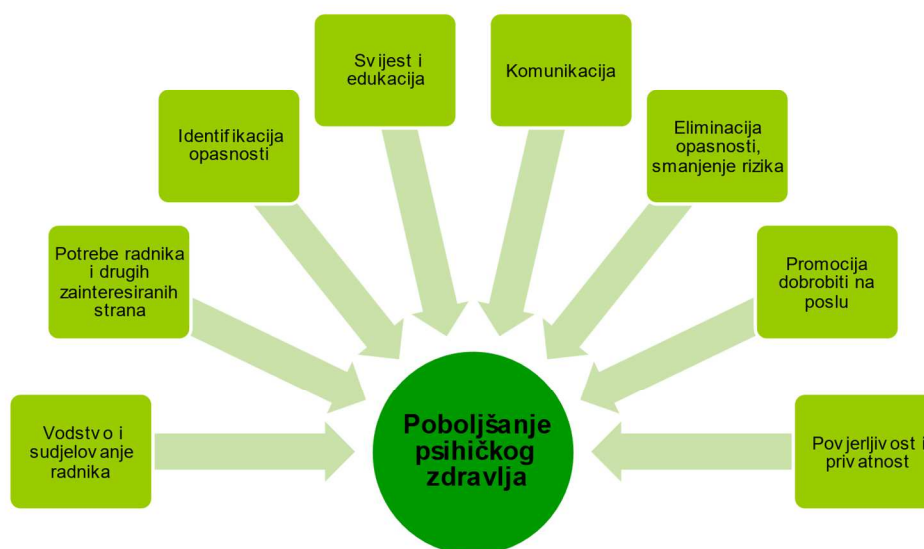 Vodstvo i
sudjelovanje
radnika
Potrebe radnika
i drugih
zainteresiranih
strana
Identifikacija
opasnosti
Svijest i
edukacija
Komunikacija
Eliminacija
opasnosti,
smanjenje rizika
Promocija
dobrobiti na
poslu
Povjerljivost i
privatnost
Poboljšanje
psihičkog
zdravlja